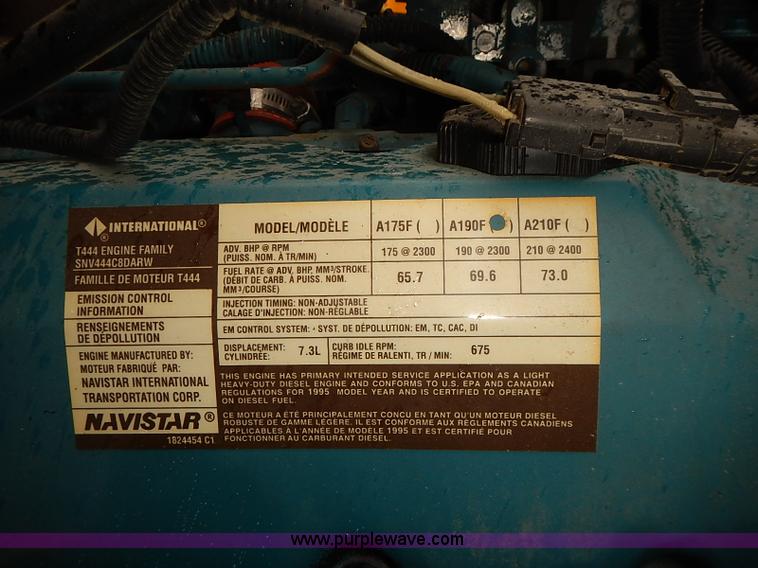 INTERNATIONAL®
T444 ENGINE FAMILY
SNV444C8DARW
FAMILLE DE MOTEUR T444
EMISSION CONTROL
INFORMATION
RENSEIGNEMENTS
DE DÉPOLLUTION
ENGINE MANUFACTURED BY:
MOTEUR FABRIQUÉ PAR:
NAVISTAR INTERNATIONAL
TRANSPORTATION CORP.
NAVISTAR®
1824454 C1
MODEL/MODÈLE A175F ( ) A190F ( ) A210F ( )
ADV. BHP @ RPM
(PUISS. NOM. À TR/MIN) 175 @ 2300 190 @ 2300 210 @ 2400
FUEL RATE @ ADV, BHP, MM³/STROKE.
(DÉBIT DE CARB. À PUISS. NOM.
MM³/COURSE) 65.7 69.6 73.0
INJECTION TIMING: NON-ADJUSTABLE
CALAGE D'INJECTION: NON-RÉGLABLE
EM CONTROL SYSTEM: SYST. DE DÉPOLLUTION: EM, TC, CAC, DI
DISPLACEMENT:
CYLINDRÉE: 7.3L
CURB IDLE RPM:
RÉGIME DE RALENTI, TR / MIN: 675
THIS ENGINE HAS PRIMARY INTENDED SERVICE APPLICATION AS A LIGHT
HEAVY-DUTY DIESEL ENGINE AND CONFORMS TO U.S. EPA AND CANADIAN
REGULATIONS FOR 1995 MODEL YEAR AND IS CERTIFIED TO OPERATE
ON DIESEL FUEL.
CE MOTEUR A ÉTÉ PRINCIPALEMENT CONCU EN TANT QU'UN MOTEUR DIESEL
ROBUSTE DE GAMME LÉGÈRE. IL EST CONFORME AUX RÈGLEMENTS CANADIENS
APPLICABLES À L'ANNÉE DE MODÈLE 1995 ET EST CERTIFIÉ POUR
FONCTIONNER AU CARBURANT DIESEL.
www.purplewave.com